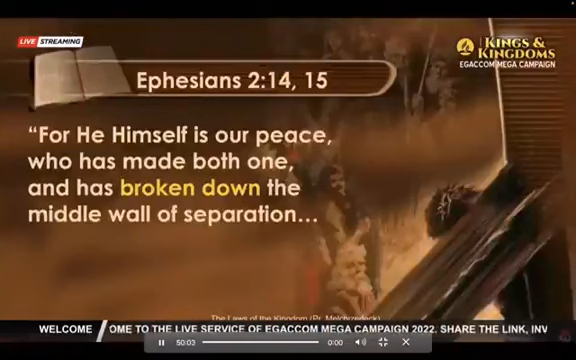 LIVE STREAMING
KINGS &
KINGDOMS
EGACCOM MEGA CAMPAIGN
Ephesians 2:14, 15
“For He Himself is our peace,
who has made both one,
and has broken down the
middle wall of separation...
The Laws of the Kingdom (Pr. Melchizedeck)
WELCOME
OME TO THE LIVE SERVICE OF EGACCOM MEGA CAMPAIGN 2022. SHARE THE LINK, INV
50:03
0:00